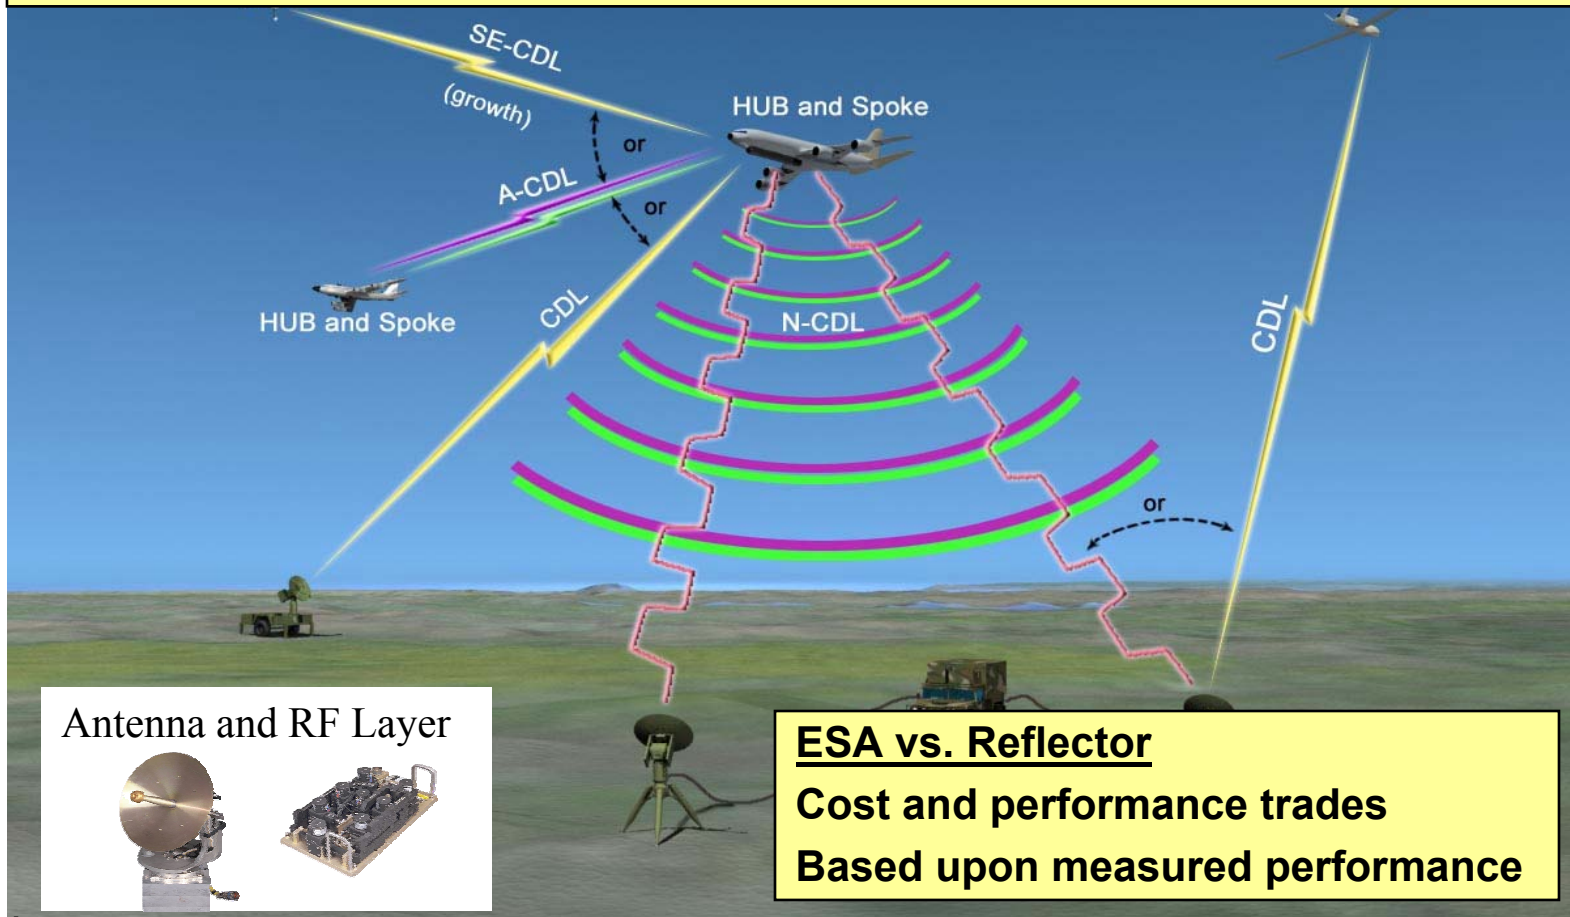 SE-CDL
(growth)
HUB and Spoke
or
A-CDL
or
HUB and Spoke
CDL
N-CDL
CDL
or
Antenna and RF Layer
ESA vs. Reflector
Cost and performance trades
Based upon measured performance